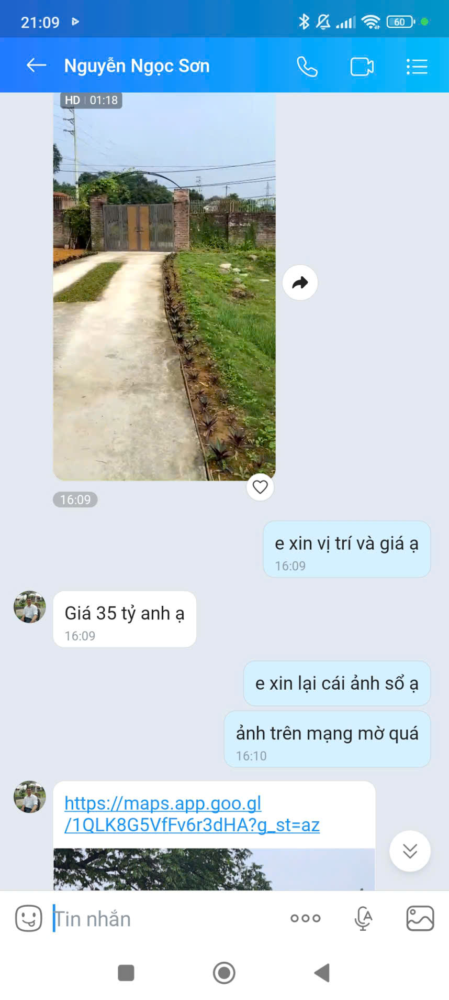 21:09
60
Nguyễn Ngọc Sơn
HD | 01:18
16:09
e xin vị trí và giá ạ
16:09
Giá 35 tỷ anh ạ
16:09
e xin lại cái ảnh sổ ạ
ảnh trên mạng mờ quá
16:10
https://maps.app.goo.gl
/1QLK8G5VfFv6r3dHA?g_st=az
Tin nhắn